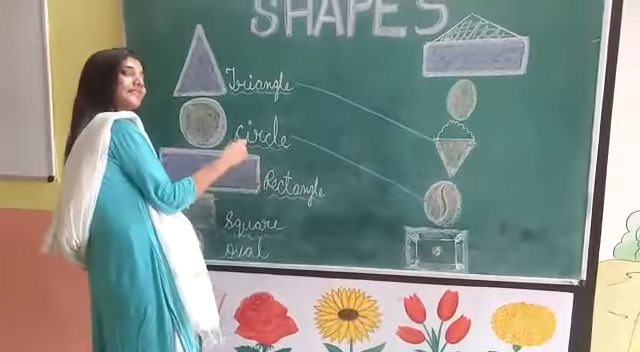 SHAPES
Triangle
Circle
Rectangle
Square
Oval